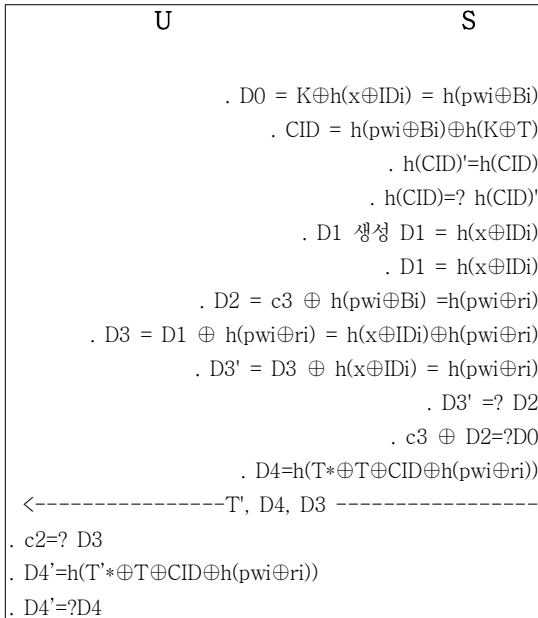 U S
. D0 = K⊕h(x⊕IDi) = h(pwi⊕Bi)
. CID = h(pwi⊕Bi)⊕h(K⊕T)
. h(CID)'=h(CID)
. h(CID)=? h(CID)'
. D1 생성 D1 = h(x⊕IDi)
. D1 = h(x⊕IDi)
. D2 = c3 ⊕ h(pwi⊕Bi) =h(pwi⊕ri)
. D3 = D1 ⊕ h(pwi⊕ri) = h(x⊕IDi)⊕h(pwi⊕ri)
. D3' = D3 ⊕ h(x⊕IDi) = h(pwi⊕ri)
. D3' =? D2
. c3 ⊕ D2=?D0
. D4=h(T*⊕T⊕CID⊕h(pwi⊕ri))
<----------------T', D4, D3 -----------------
. c2=? D3
. D4’=h(T’*⊕T⊕CID⊕h(pwi⊕ri))
. D4’=?D4